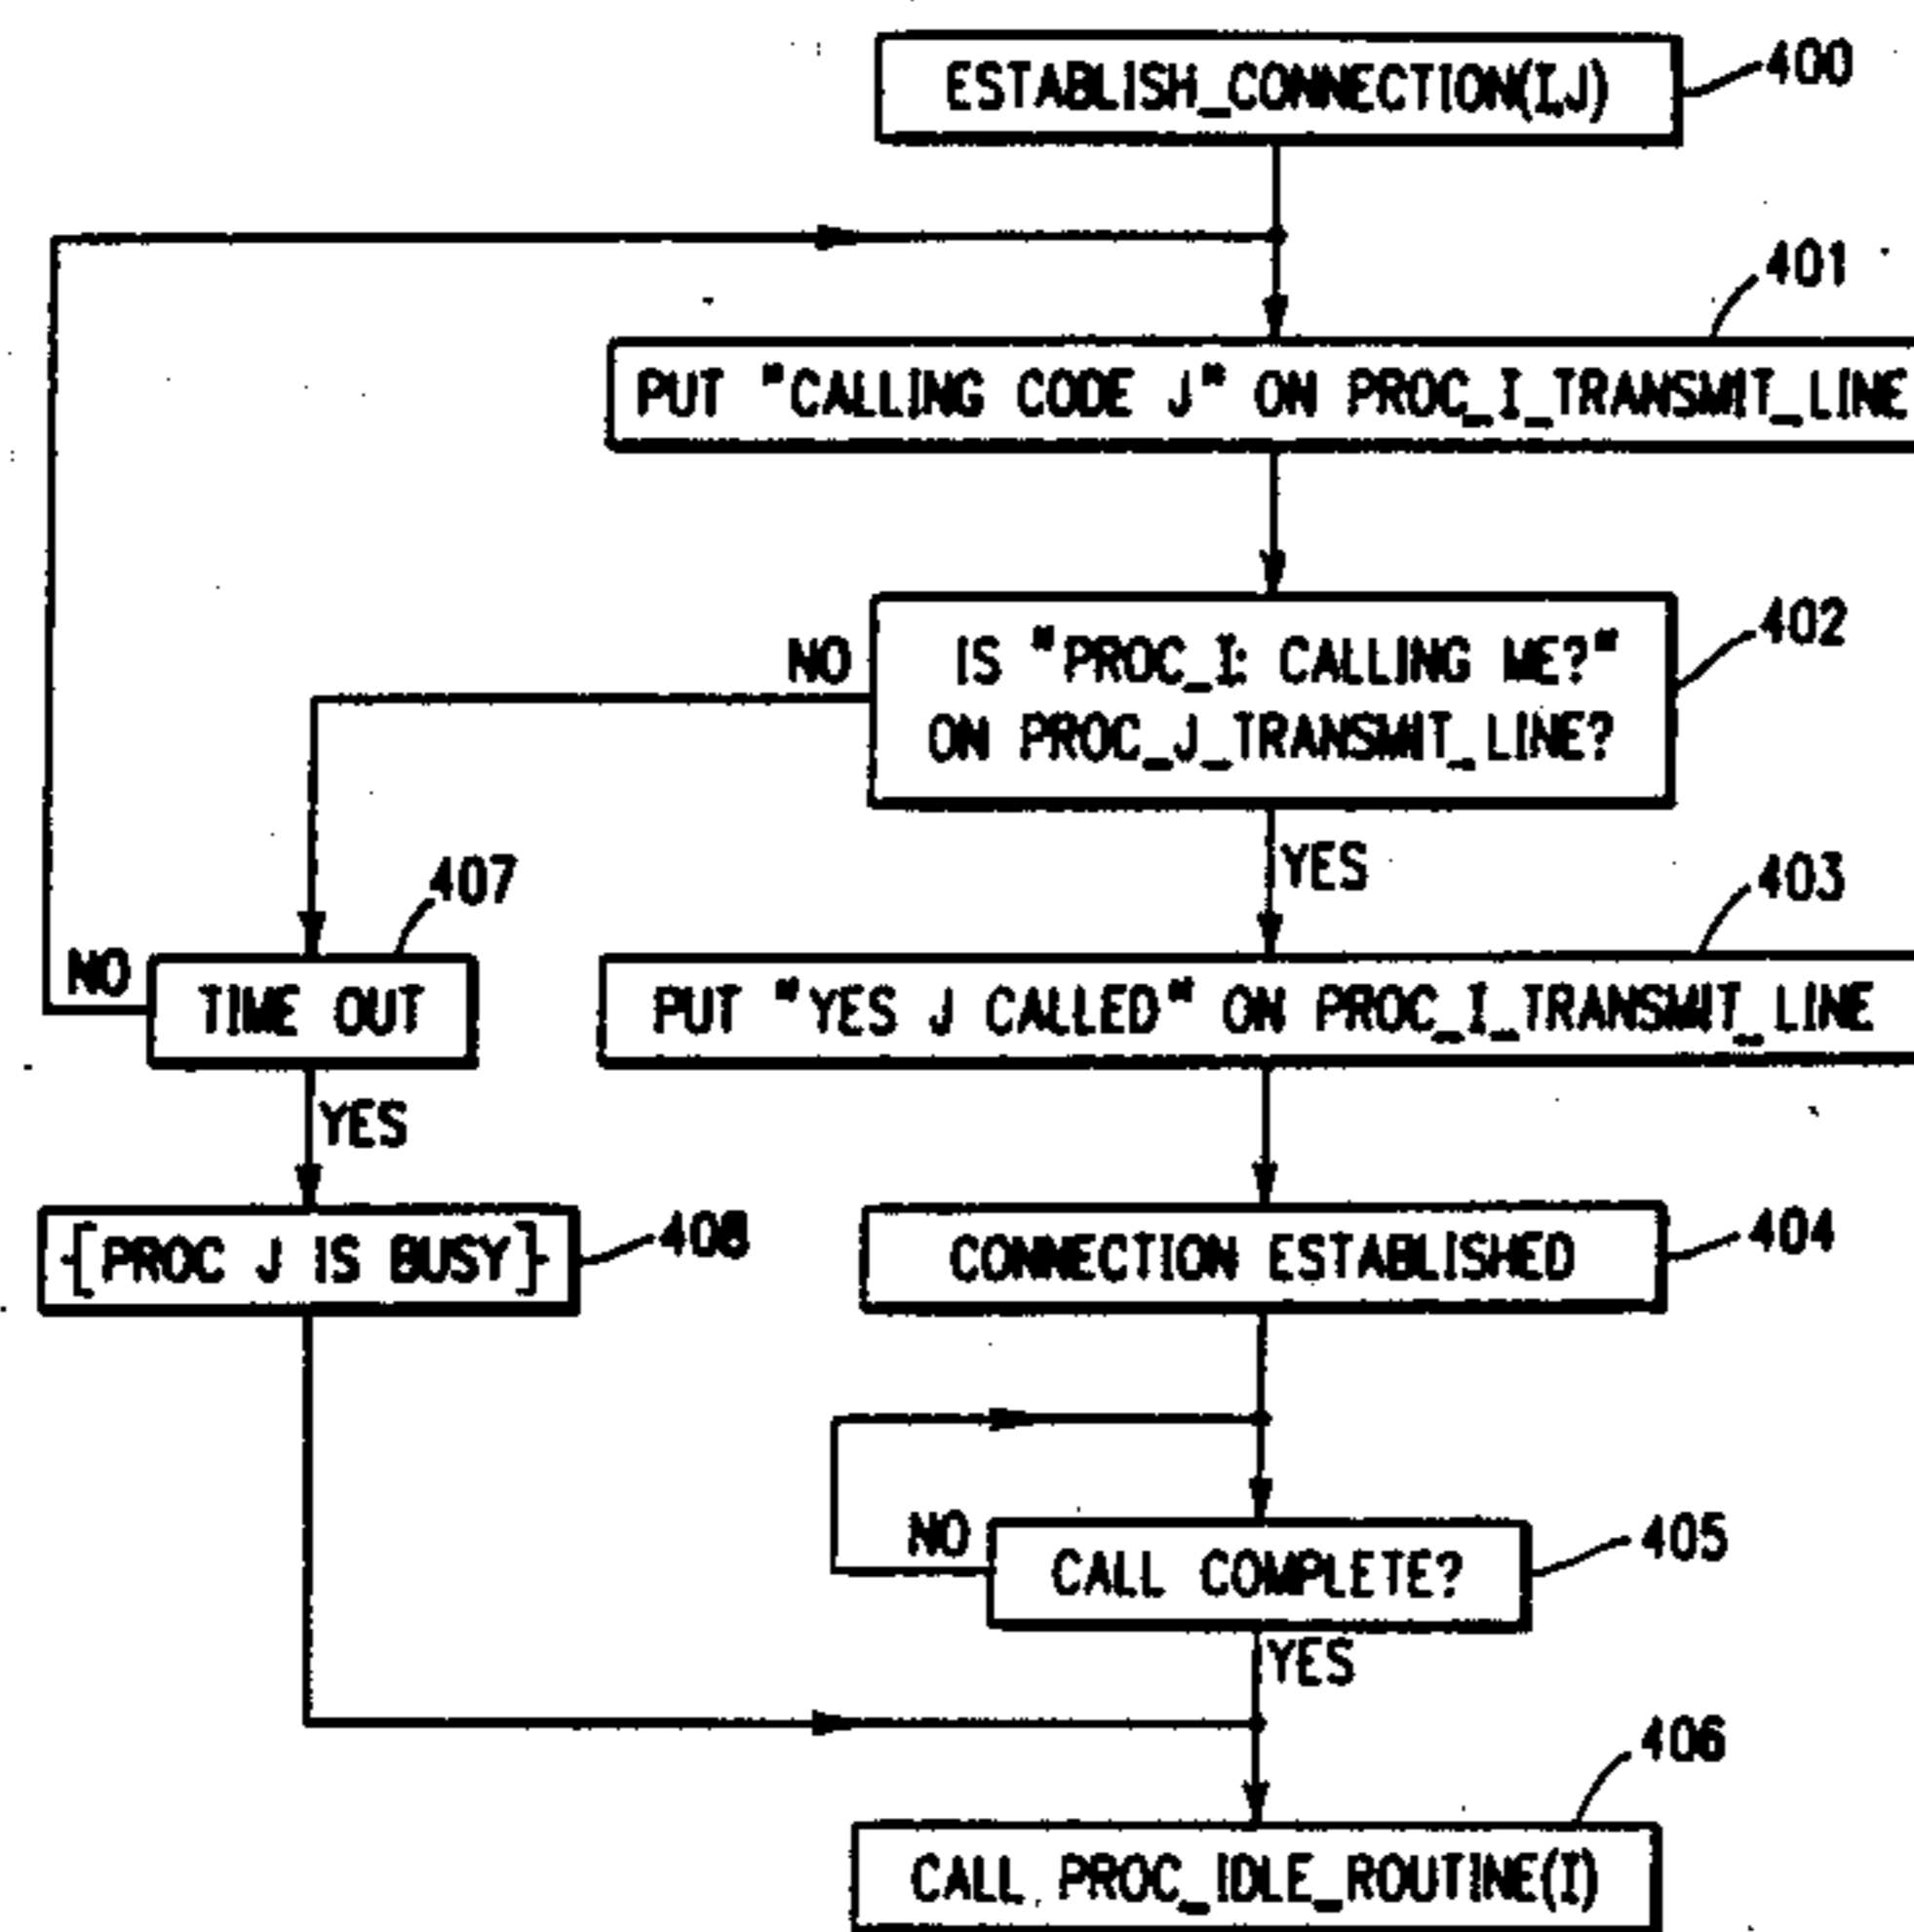 ESTABLISH_CONNECTION(I,J)
400
401
PUT "CALLING CODE J" ON PROC_I_TRANSMIT_LINE
402
NO
IS "PROC_I: CALLING ME?"
ON PROC_J_TRANSMIT_LINE?
YES
407
403
NO
TIME OUT
PUT "YES J CALLED" ON PROC_I_TRANSMIT_LINE
YES
{PROC J IS BUSY}
408
CONNECTION ESTABLISHED
404
NO
CALL COMPLETE?
405
YES
406
CALL PROC_IDLE_ROUTINE(I)